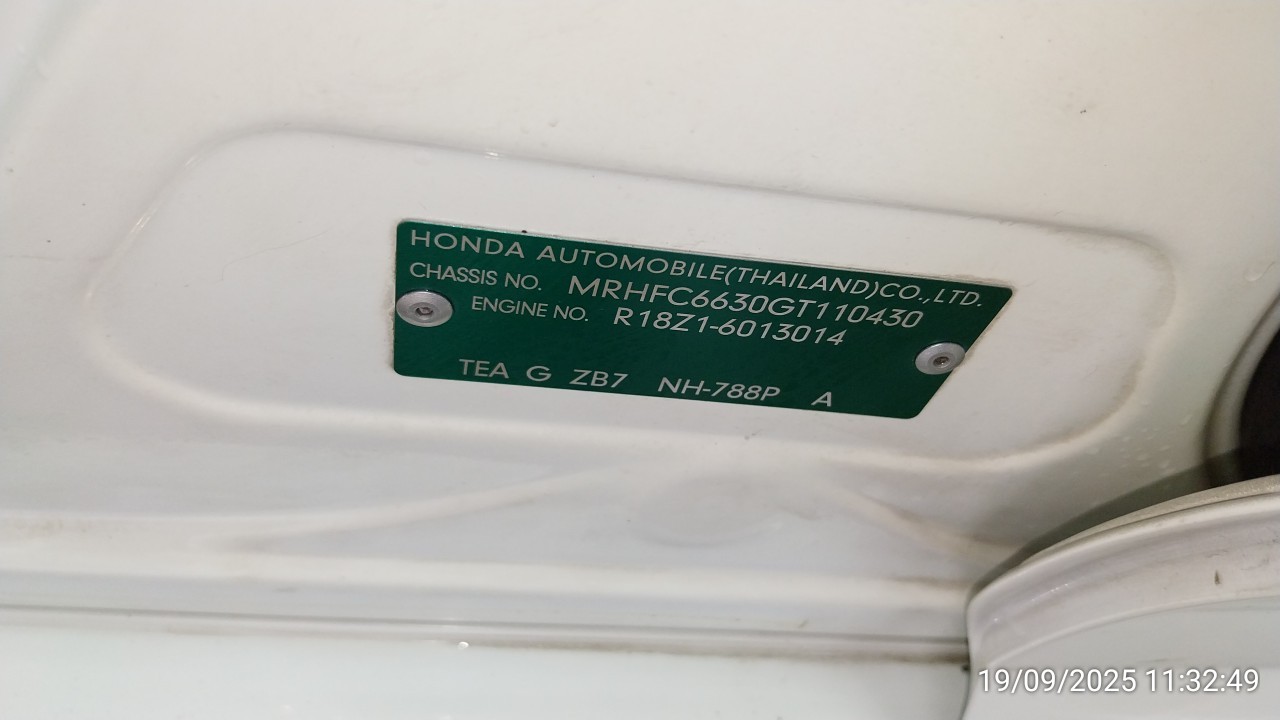 HONDA AUTOMOBILE(THAILAND)CO.,LTD.
CHASSIS NO. MRHFC6630GT110430
ENGINE NO. R18Z1-6013014
TEA G ZB7 NH-788P A
19/09/2025 11:32:49